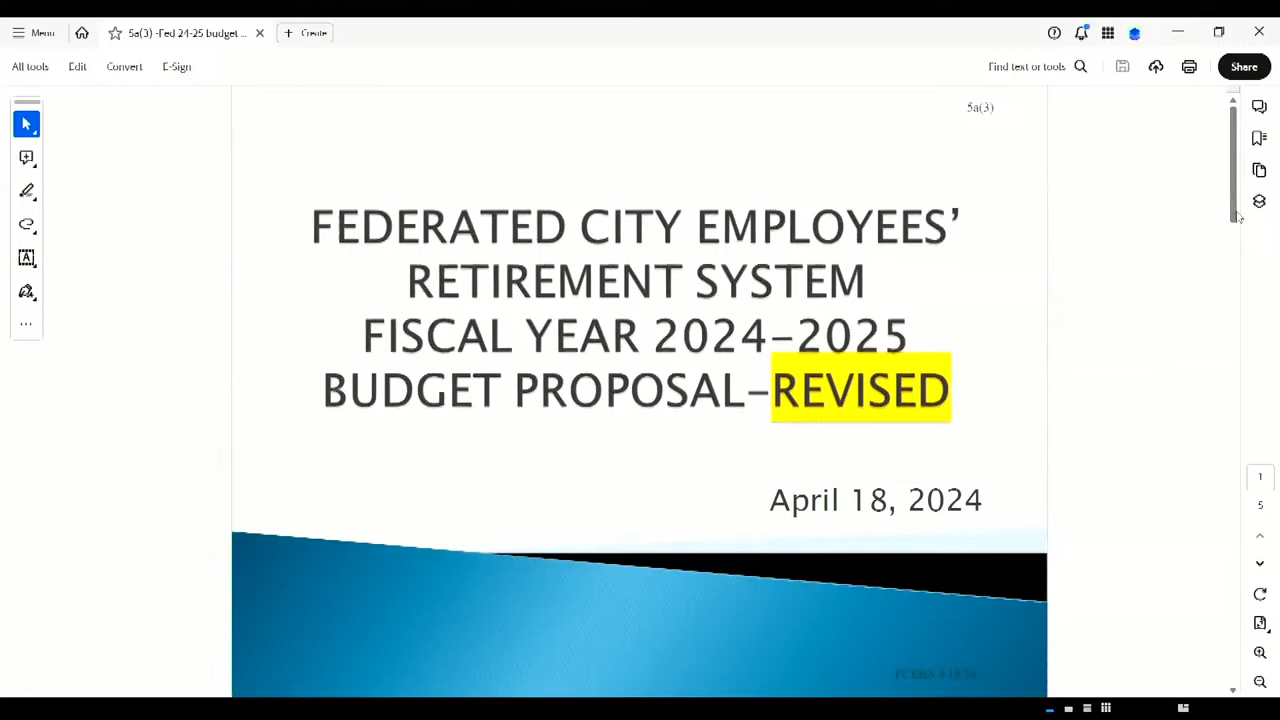 Menu
5a(3) -Fed 24-25 budget ...
Create
All tools
Edit
Convert
E-Sign
Find text or tools
Share
5a(3)
FEDERATED CITY EMPLOYEES’
RETIREMENT SYSTEM
FISCAL YEAR 2024-2025
BUDGET PROPOSAL-REVISED
April 18, 2024
1
5